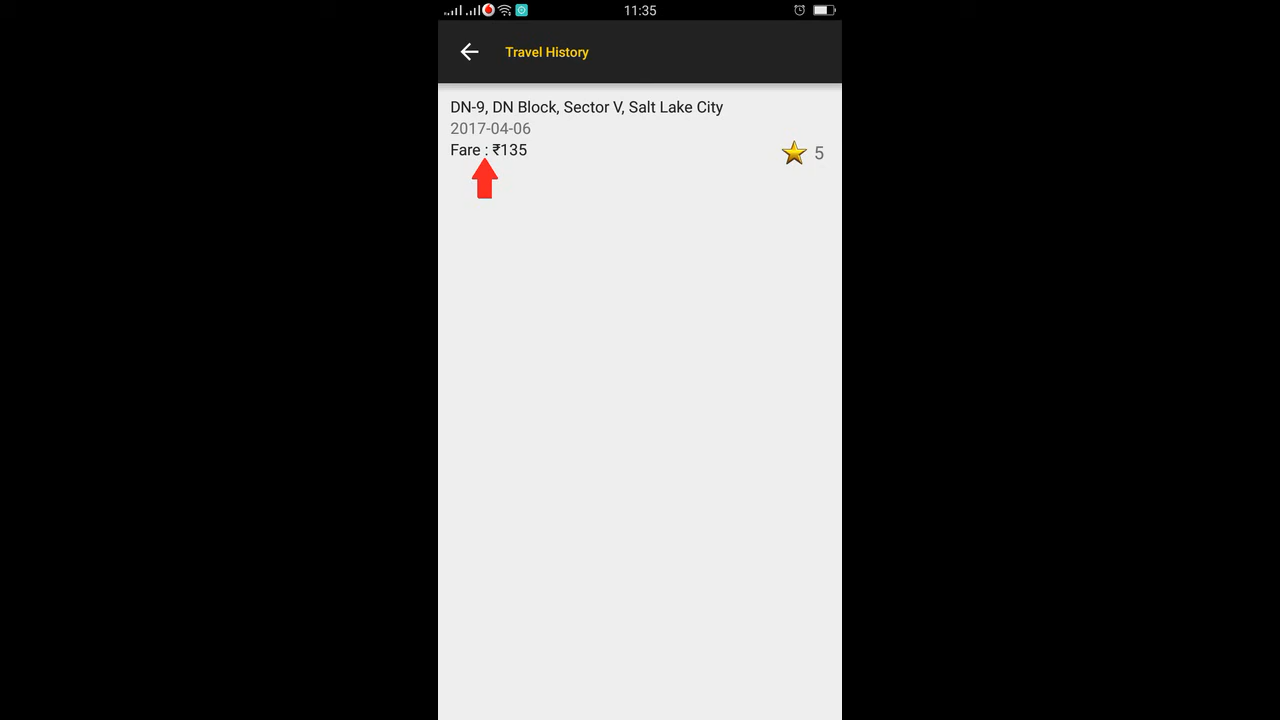 11:35
Travel History
DN-9, DN Block, Sector V, Salt Lake City
2017-04-06
Fare : ₹135
5